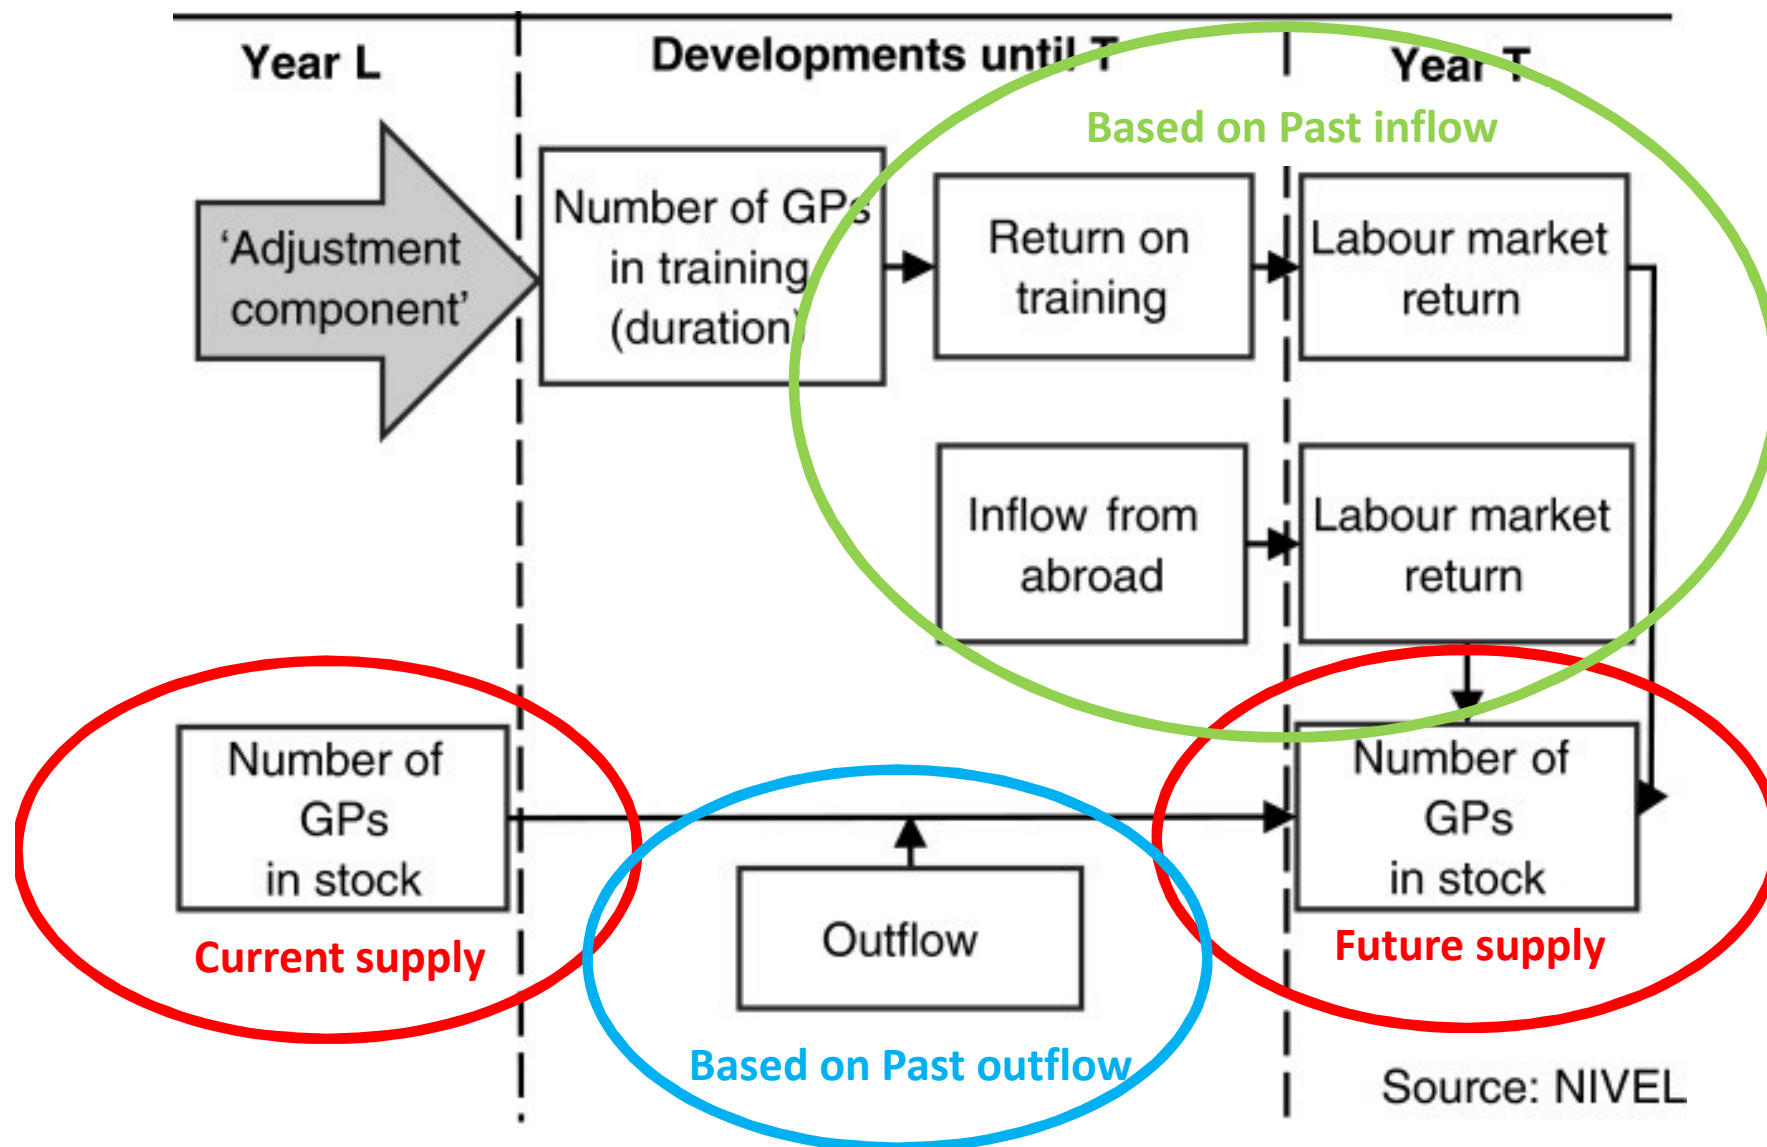 Year L
Developments until T
Year T
Based on Past inflow
'Adjustment
component'
Number of GPs
in training
(duration)
Return on
training
Labour market
return
Inflow from
abroad
Labour market
return
Number of
GPs
in stock
Current supply
Outflow
Based on Past outflow
Number of
GPs
in stock
Future supply
Source: NIVEL